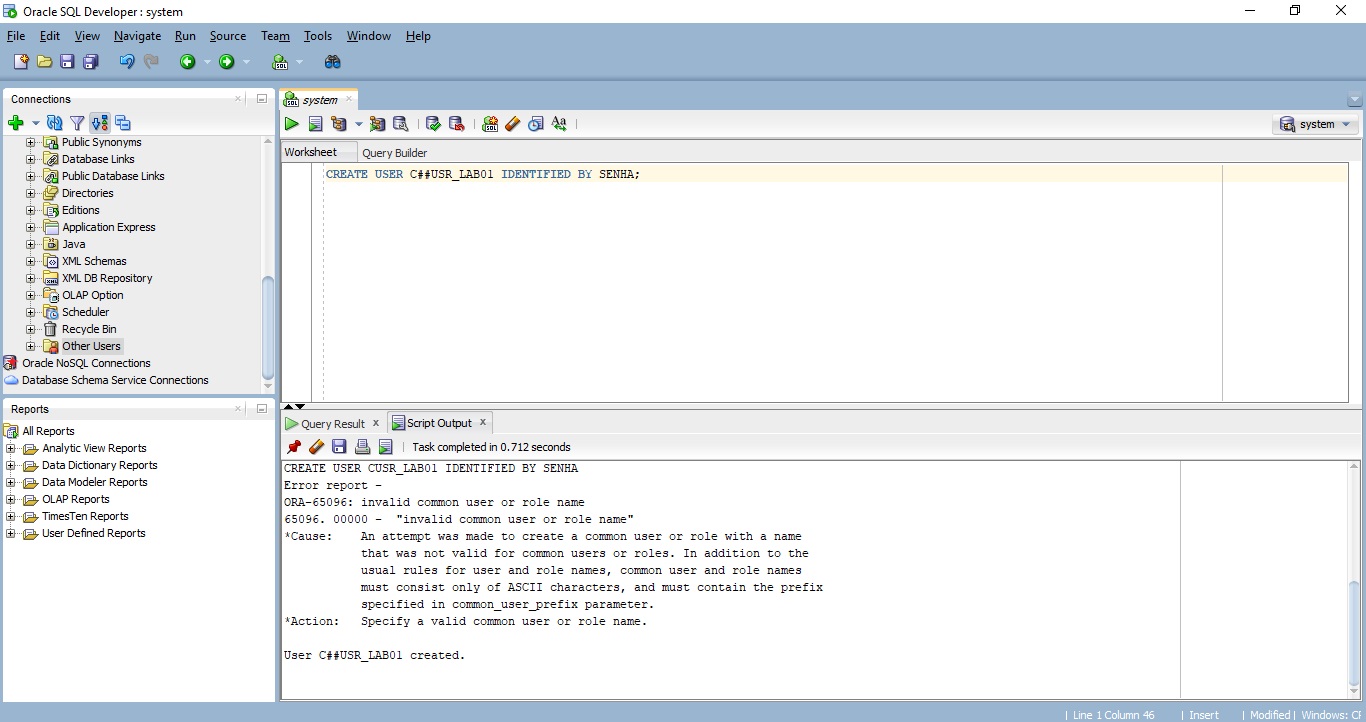 Oracle SQL Developer : system
File Edit View Navigate Run Source Team Tools Window Help
Connections
Public Synonyms
Database Links
Public Database Links
Directories
Editions
Application Express
Java
XML Schemas
XML DB Repository
OLAP Option
Scheduler
Recycle Bin
Other Users
Oracle NoSQL Connections
Database Schema Service Connections
Reports
All Reports
Analytic View Reports
Data Dictionary Reports
Data Modeler Reports
OLAP Reports
TimesTen Reports
User Defined Reports
system
system
Worksheet Query Builder
CREATE USER C##USR_LAB01 IDENTIFIED BY SENHA;
Query Result x Script Output x
Task completed in 0.712 seconds
CREATE USER CUSR_LAB01 IDENTIFIED BY SENHA
Error report -
ORA-65096: invalid common user or role name
65096. 00000 - "invalid common user or role name"
*Cause: An attempt was made to create a common user or role with a name
that was not valid for common users or roles. In addition to the
usual rules for user and role names, common user and role names
must consist only of ASCII characters, and must contain the prefix
specified in common_user_prefix parameter.
*Action: Specify a valid common user or role name.
User C##USR_LAB01 created.
| Line 1 Column 46 | Insert | Modified | Windows: